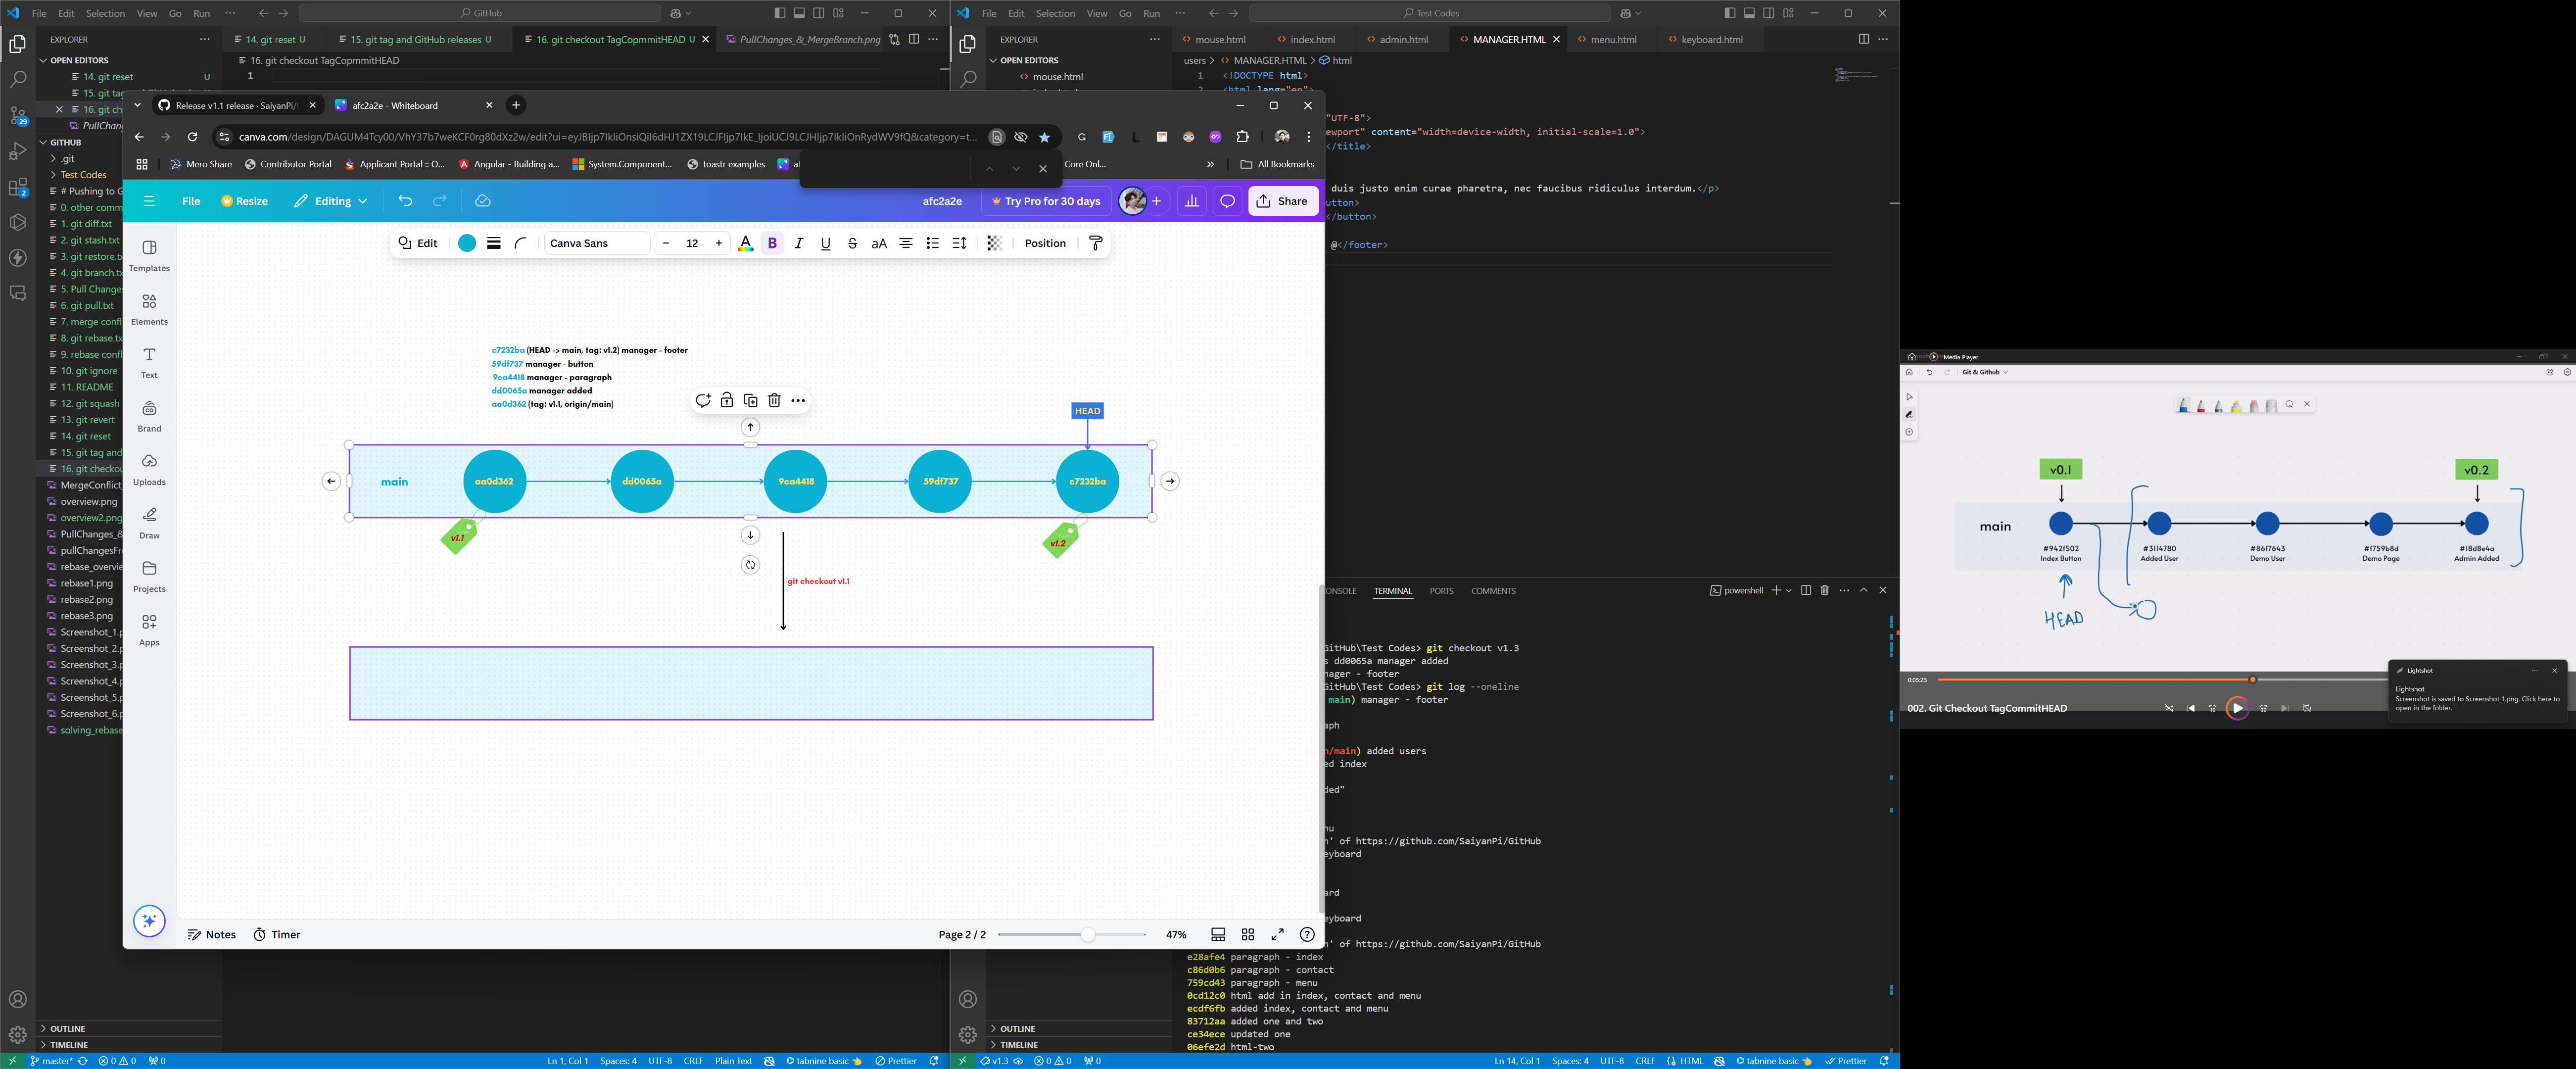 File Edit Selection View Go Run ··· GitHub
EXPLORER
OPEN EDITORS
14. git reset U
15. git tag
16. git ch
PullChan
GITHUB
.git
Test Codes
# Pushing to G
0. other comm
1. git diff.txt
2. git stash.txt
3. git restore.tx
4. git branch.tx
5. Pull Change
6. git pull.txt
7. merge confl
8. git rebase.tx
9. rebase confl
10. git ignore
11. README
12. git squash
13. git revert
14. git reset
15. git tag and
16. git checkou
MergeConflict
overview.png
overview2.png
PullChanges_&
pullChangesFr
rebase_overvie
rebase1.png
rebase2.png
rebase3.png
Screenshot_1.p
Screenshot_2.p
Screenshot_3.p
Screenshot_4.p
Screenshot_5.p
Screenshot_6.p
solving_rebase
OUTLINE
TIMELINE
14. git reset U 15. git tag and GitHub releases U 16. git checkout TagCopmmitHEAD U PullChanges_&_MergeBranch.png
16. git checkout TagCopmmitHEAD
1
29
2
master* 0 0 0 Ln 1, Col 1 Spaces: 4 UTF-8 CRLF Plain Text tabnine basic Prettier
Release v1.1 release · SaiyanPi/ afc2a2e - Whiteboard
canva.com/design/DAGUM4Tcy00/VhY37b7weKCF0rg80dXz2w/edit?ui=eyJBIjp7IkIiOnsiQiI6dHJ1ZX19LCJFIjp7IkE_IjoiUCJ9LCJHIjp7IkIiOnRydWV9fQ&category=t...
Mero Share Contributor Portal Applicant Portal :: O... Angular - Building a... System.Component... toastr examples Core Onl... All Bookmarks
File Resize Editing afc2a2e Try Pro for 30 days Share
Edit Canva Sans – 12 + A B I U S aA Position
Templates
Elements
Text
Brand
Uploads
Draw
Projects
Apps
c7232ba (HEAD -> main, tag: v1.2) manager - footer
59df737 manager - button
9ca4418 manager - paragraph
dd0065a manager added
aa0d362 (tag: v1.1, origin/main)
HEAD
main aa0d362 dd0065a 9ca4418 59df737 c7232ba
v1.1 v1.2
git checkout v1.1
Notes Timer Page 2 / 2 47%
File Edit Selection View Go Run ··· Test Codes
EXPLORER
OPEN EDITORS
mouse.html
OUTLINE
TIMELINE
mouse.html index.html admin.html MANAGER.HTML menu.html keyboard.html
users > MANAGER.HTML > html
1 <!DOCTYPE html>
2 <html lang="en">
"UTF-8">
ewport" content="width=device-width, initial-scale=1.0">
</title>
duis justo enim curae pharetra, nec faucibus ridiculus interdum.</p>
utton>
</button>
@</footer>
ONSOLE TERMINAL PORTS COMMENTS powershell
GitHub\Test Codes> git checkout v1.3
s dd0065a manager added
nager - footer
GitHub\Test Codes> git log --oneline
main) manager - footer
aph
n/main) added users
ed index
ded"
nu
n' of https://github.com/SaiyanPi/GitHub
eyboard
ard
eyboard
n' of https://github.com/SaiyanPi/GitHub
e28afe4 paragraph - index
c86d0b6 paragraph - contact
759cd43 paragraph - menu
0cd12c0 html add in index, contact and menu
ecdf6fb added index, contact and menu
83712aa added one and two
ce34ece updated one
06efe2d html-two
v1.3 0 0 0 Ln 14, Col 1 Spaces: 4 UTF-8 CRLF HTML tabnine basic Prettier
Media Player
Git & Github
v0.1 v0.2
main
#942f502 #3114780 #86f7643 #f759b8d #18d8e4a
Index Button Added User Demo User Demo Page Admin Added
HEAD
0:05:23
002. Git Checkout TagCommitHEAD
Lightshot
Lightshot
Screenshot is saved to Screenshot_1.png. Click here to
open in the folder.